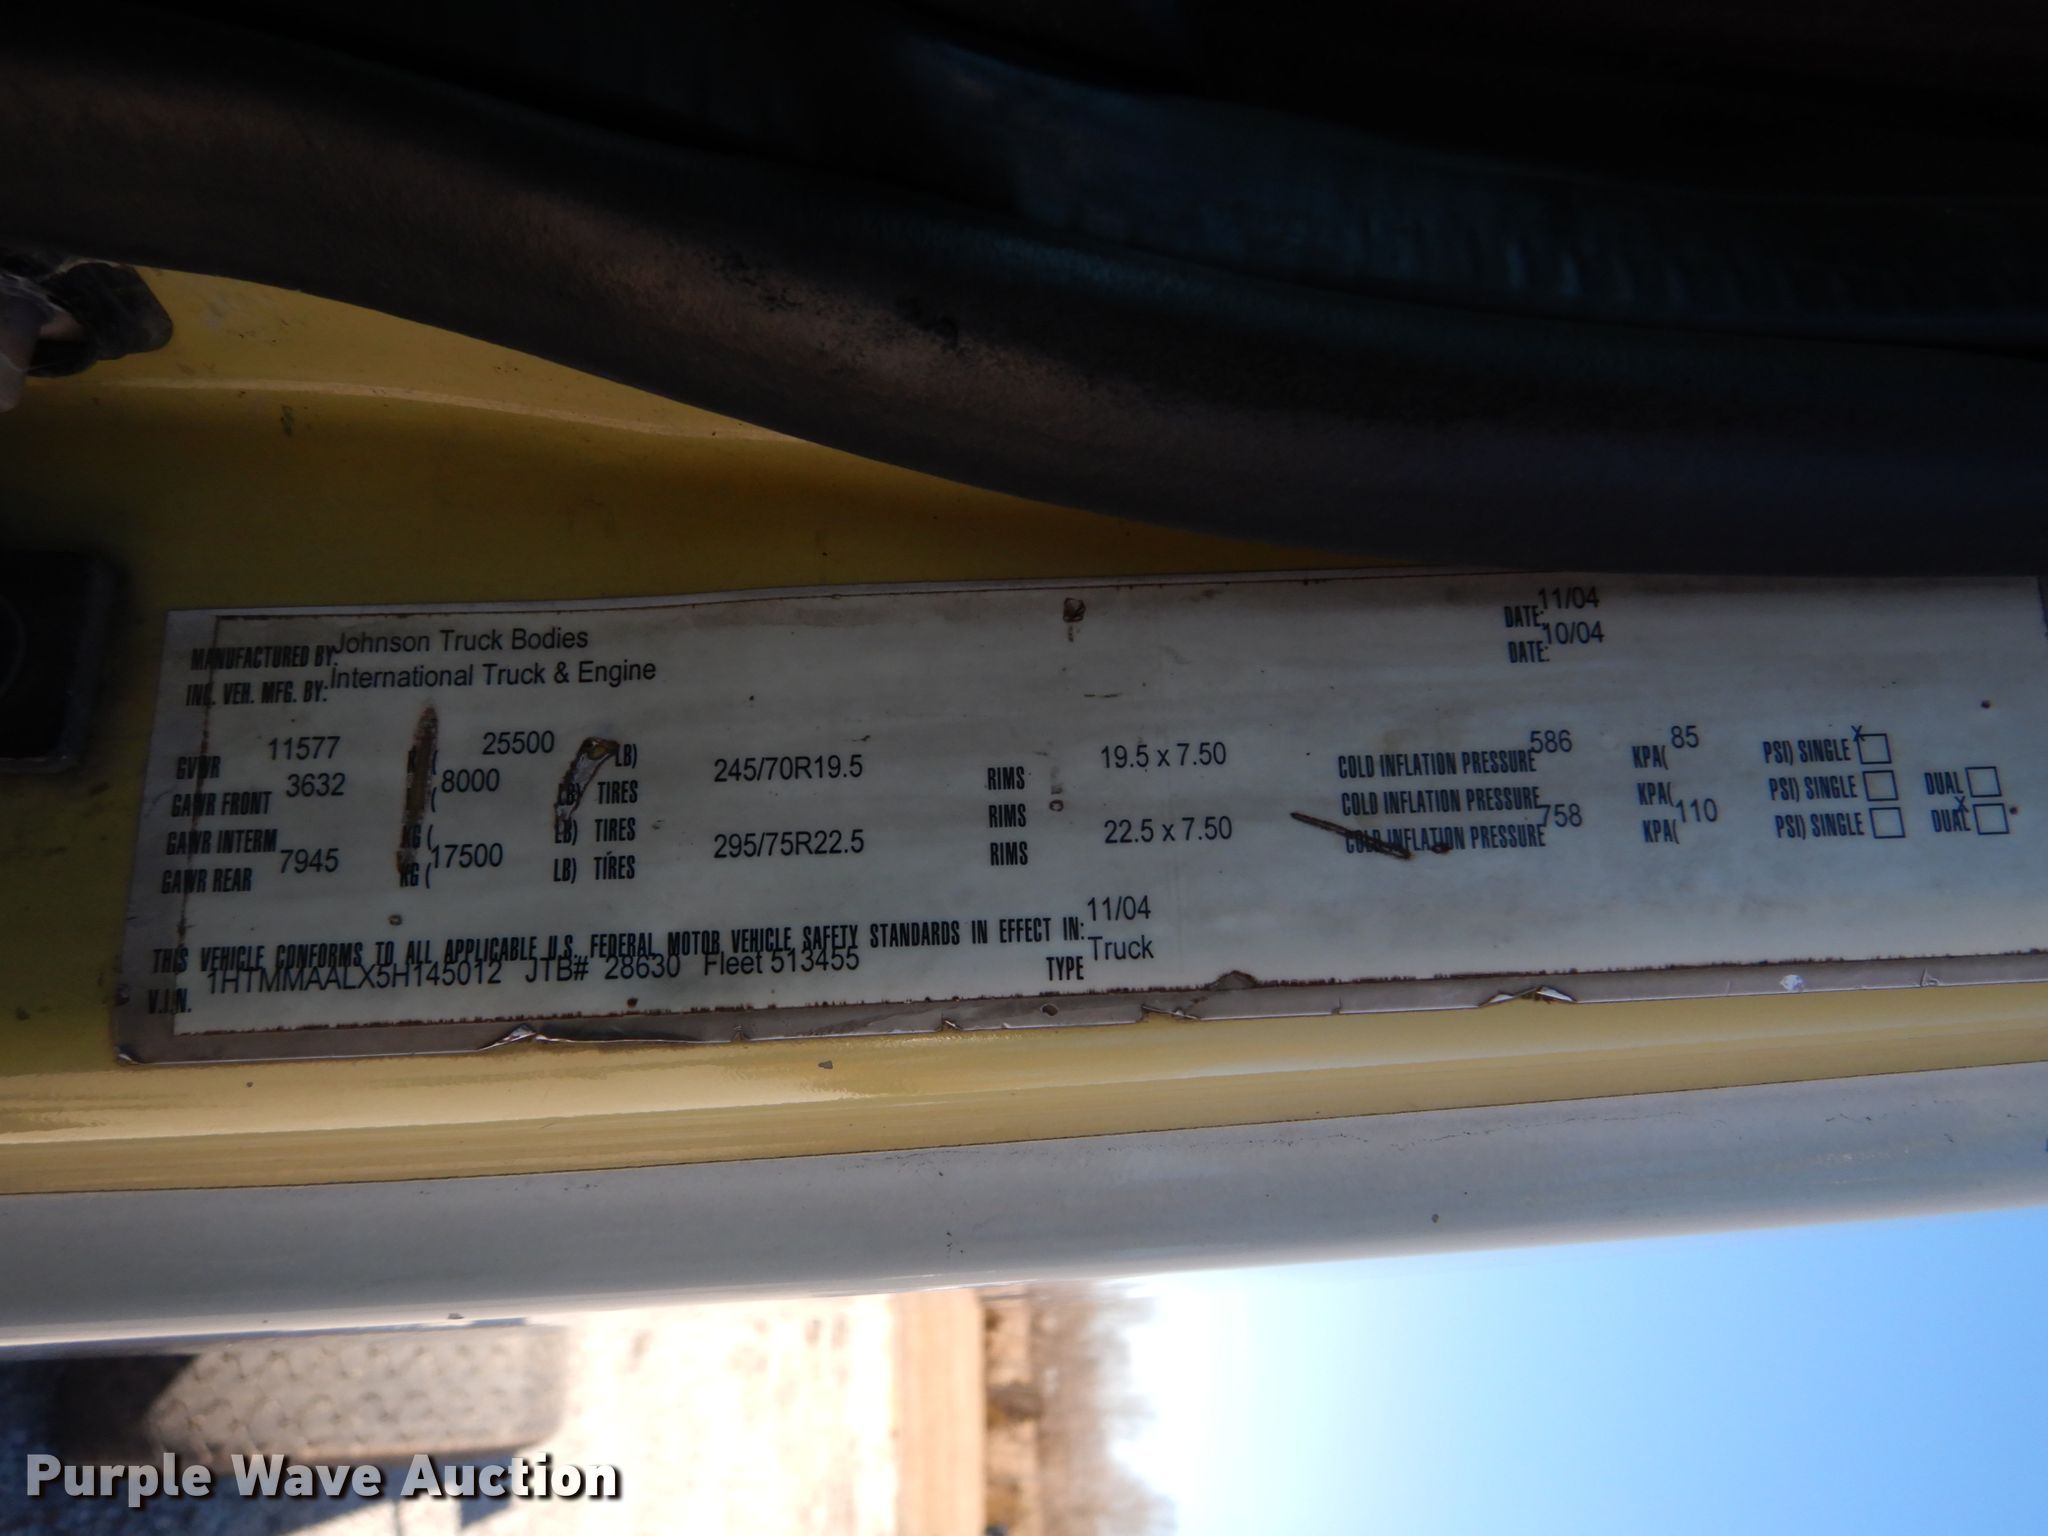 MANUFACTURED BY: Johnson Truck Bodies DATE: 11/04
INC. VEH. MFG. BY: International Truck & Engine DATE: 10/04
GVWR 11577 KG ( 25500 LB)
GAWR FRONT 3632 ( 8000 LB) TIRES 245/70R19.5 RIMS 19.5 x 7.50 COLD INFLATION PRESSURE 586 KPA( 85 PSI) SINGLE X
GAWR INTERM KG ( LB) TIRES RIMS COLD INFLATION PRESSURE KPA( PSI) SINGLE DUAL
GAWR REAR 7945 KG ( 17500 LB) TIRES 295/75R22.5 RIMS 22.5 x 7.50 COLD INFLATION PRESSURE 758 KPA( 110 PSI) SINGLE DUAL X
THIS VEHICLE CONFORMS TO ALL APPLICABLE U.S. FEDERAL MOTOR VEHICLE SAFETY STANDARDS IN EFFECT IN: 11/04
V.I.N. 1HTMMAALX5H145012 JTB# 28630 Fleet 513455 TYPE Truck
Purple Wave Auction